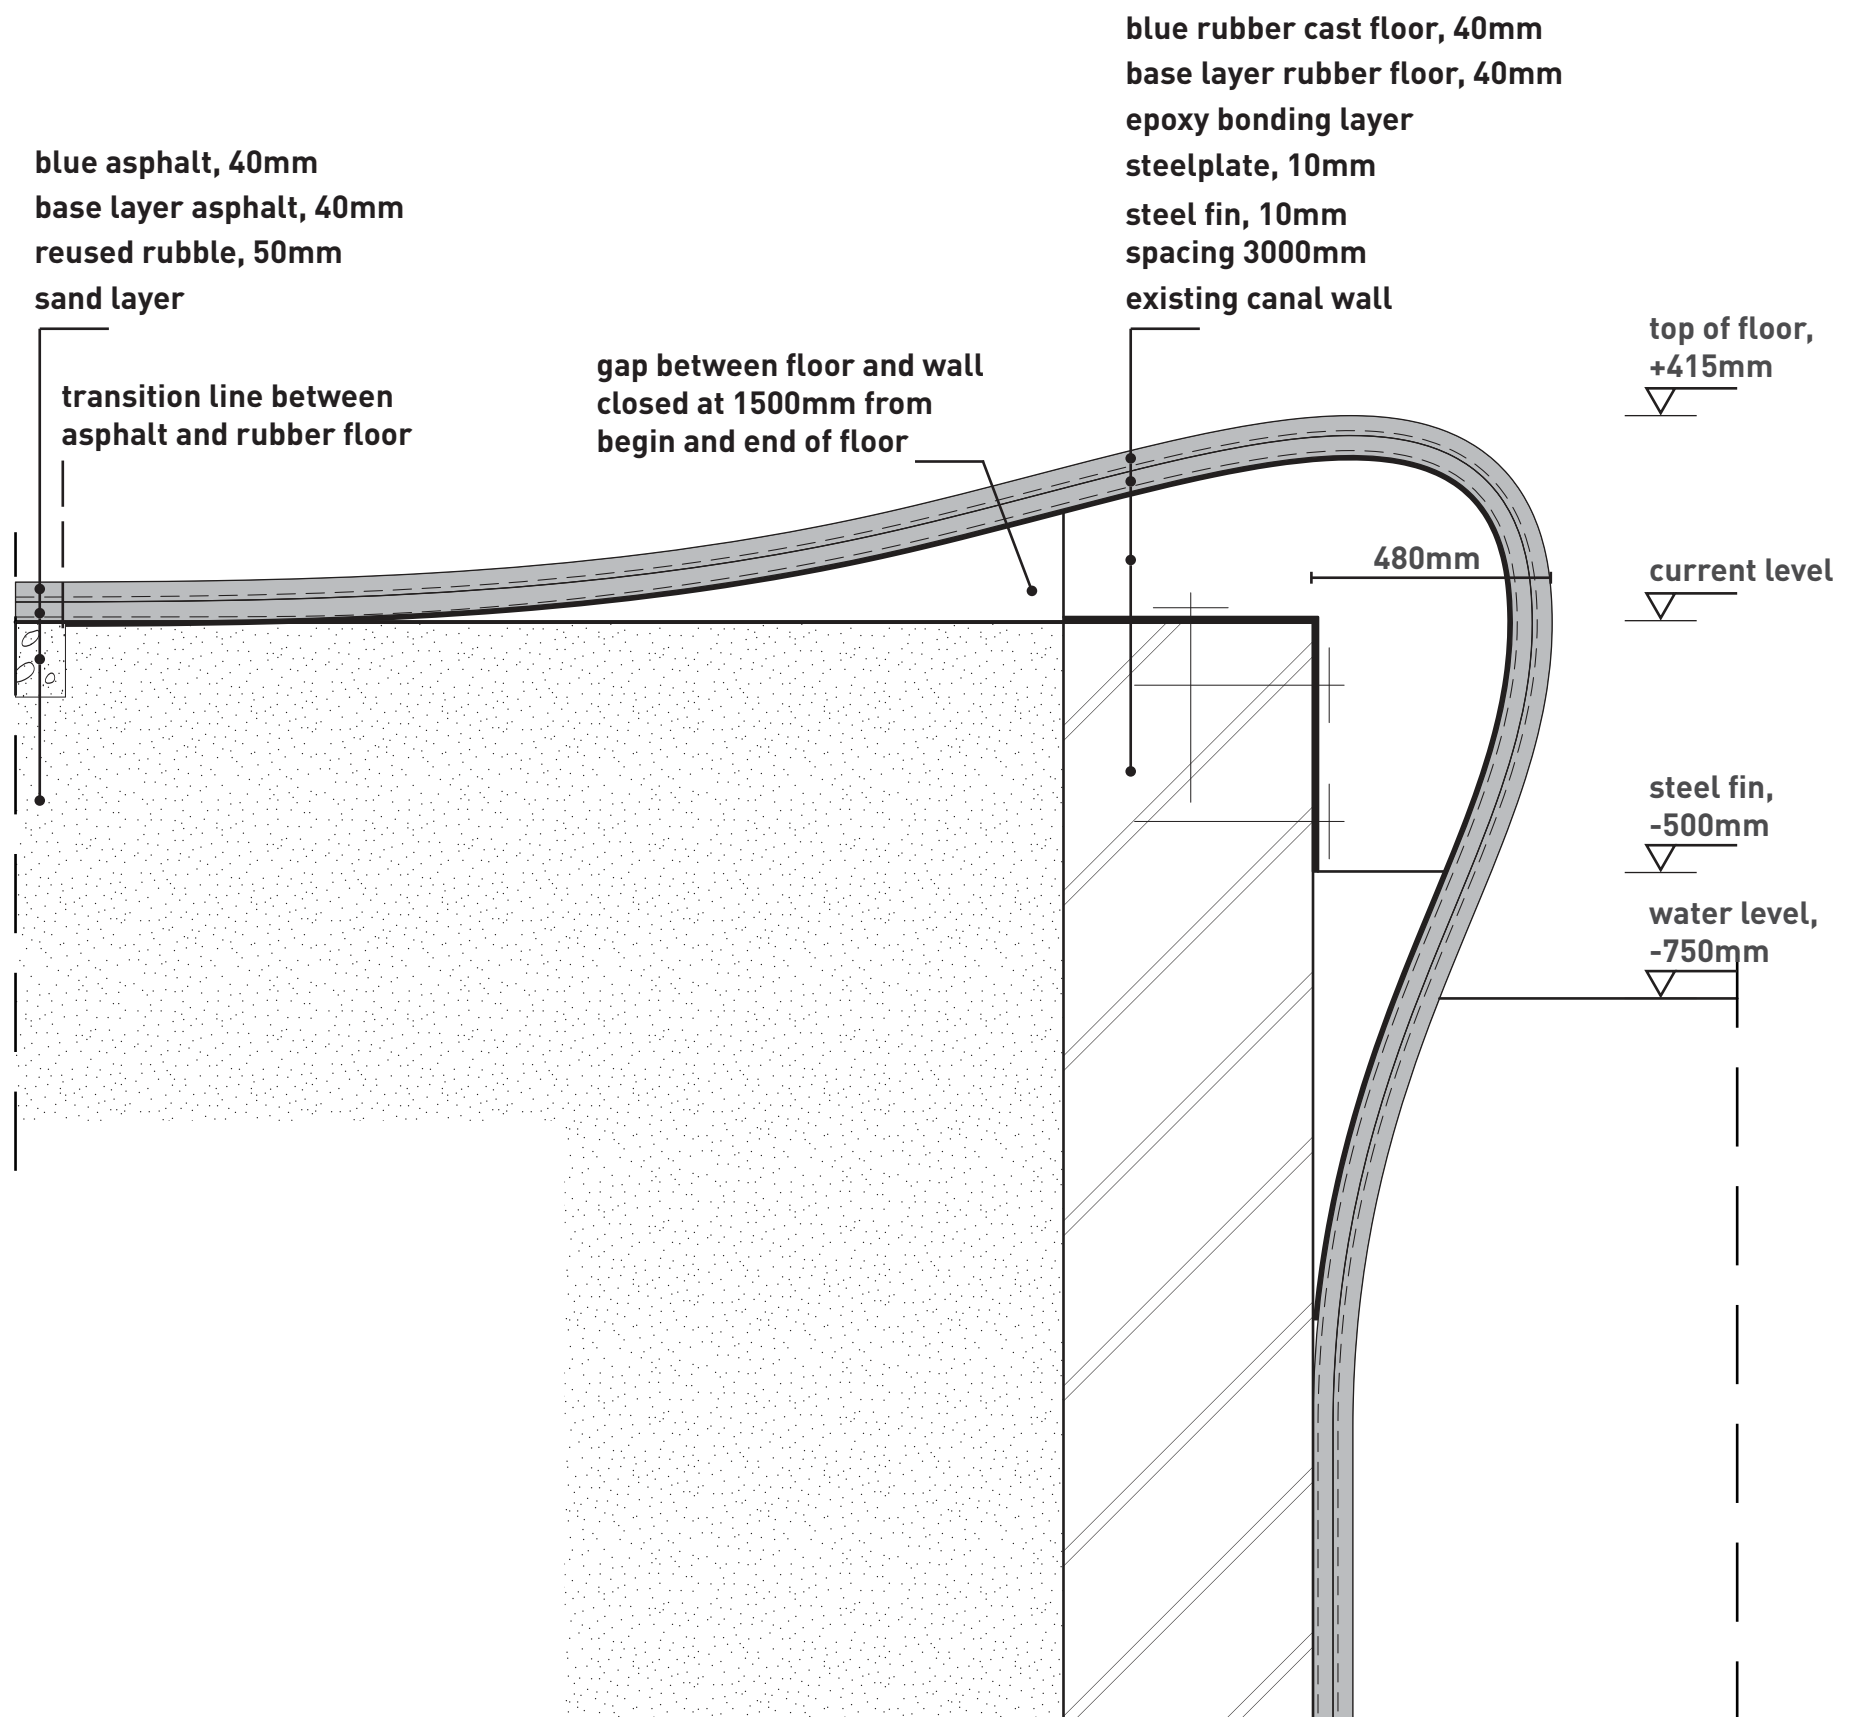 blue rubber cast floor, 40mm
base layer rubber floor, 40mm
epoxy bonding layer
steelplate, 10mm
steel fin, 10mm
spacing 3000mm
existing canal wall
blue asphalt, 40mm
base layer asphalt, 40mm
reused rubble, 50mm
sand layer
transition line between
asphalt and rubber floor
gap between floor and wall
closed at 1500mm from
begin and end of floor
top of floor,
+415mm
480mm
current level
steel fin,
-500mm
water level,
-750mm